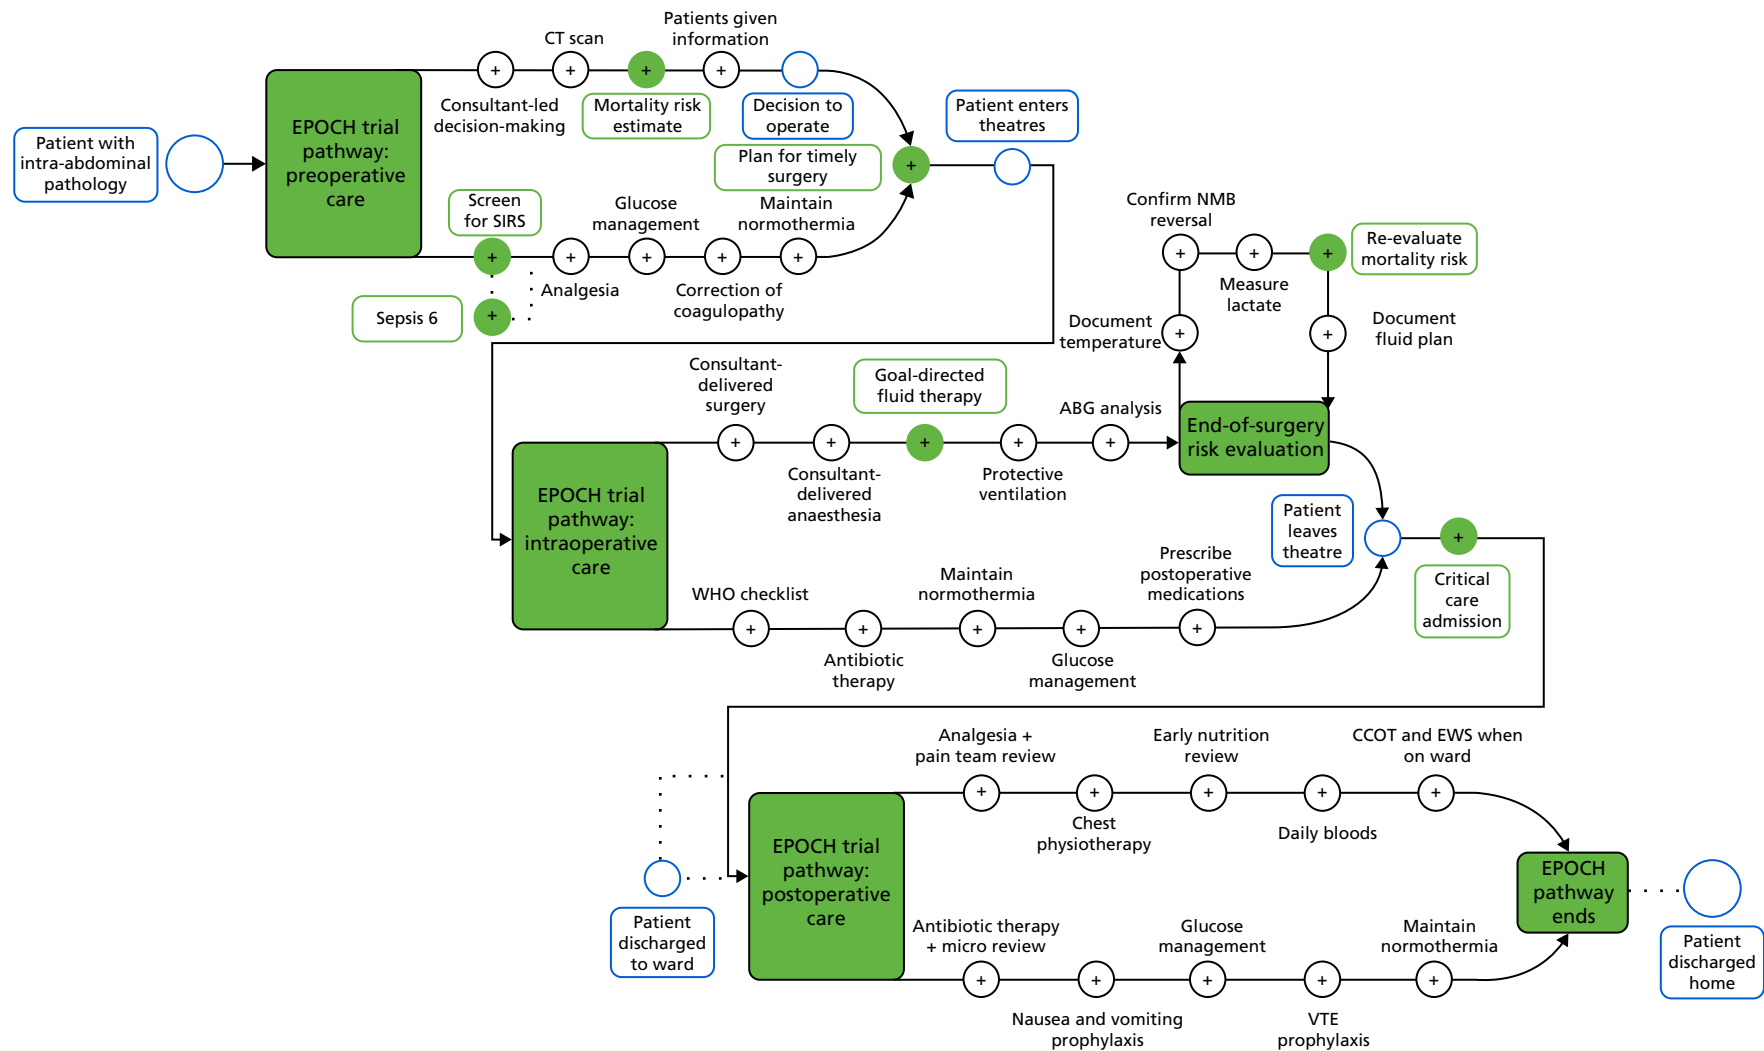 Patients given
information
CT scan
Consultant-led
decision-making
Mortality risk
estimate
Decision to
operate
Patient enters
theatres
Patient with
intra-abdominal
pathology
EPOCH trial
pathway:
preoperative
care
Plan for timely
surgery
Screen
for SIRS
Glucose
management
Maintain
normothermia
Analgesia
Correction of
coagulopathy
Sepsis 6
Confirm NMB
reversal
Re-evaluate
mortality risk
Measure
lactate
Document
temperature
Document
fluid plan
Consultant-
delivered
surgery
Goal-directed
fluid therapy
ABG analysis
End-of-surgery
risk evaluation
Consultant-
delivered
anaesthesia
Protective
ventilation
EPOCH trial
pathway:
intraoperative
care
Patient
leaves
theatre
WHO checklist
Maintain
normothermia
Prescribe
postoperative
medications
Critical
care
admission
Antibiotic
therapy
Glucose
management
Analgesia +
pain team review
Early nutrition
review
CCOT and EWS when
on ward
Chest
physiotherapy
Daily bloods
EPOCH trial
pathway:
postoperative
care
EPOCH
pathway
ends
Patient
discharged
to ward
Antibiotic therapy
+ micro review
Glucose
management
Maintain
normothermia
Patient
discharged
home
Nausea and vomiting
prophylaxis
VTE
prophylaxis